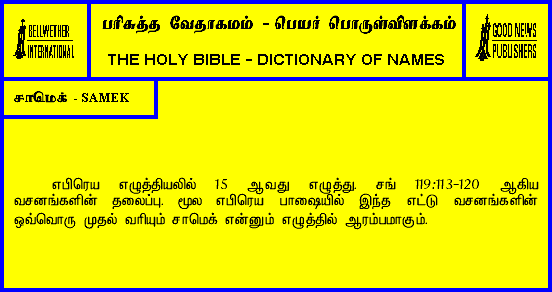 BELLWETHER
INTERNATIONAL
பரிசுத்த வேதாகமம் - பெயர் பொருள்விளக்கம்
THE HOLY BIBLE - DICTIONARY OF NAMES
GOOD NEWS
PUBLISHERS
சாமெக் - SAMEK
எபிரெய எழுத்தியலில் 15 ஆவது எழுத்து. சங் 119:113-120 ஆகிய
வசனங்களின் தலைப்பு. மூல எபிரெய பாஷையில் இந்த எட்டு வசனங்களின்
ஒவ்வொரு முதல் வரியும் சாமெக் என்னும் எழுத்தில் ஆரம்பமாகும்.